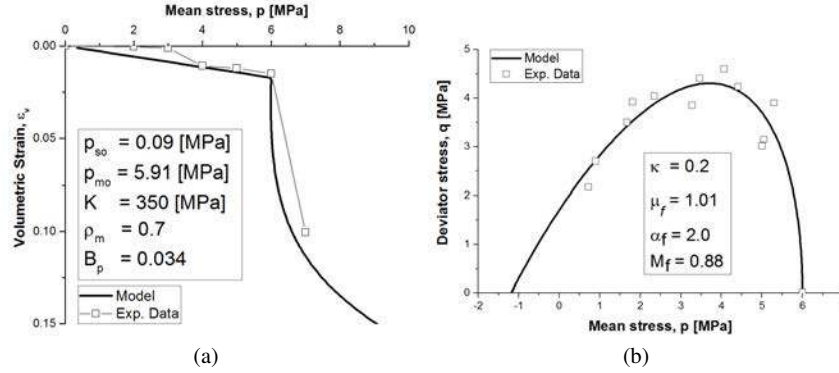 Mean stress, p [MPa]
0 2 4 6 8 10
0.00
0.05
0.10
0.15
Volumetric Strain, εv
pso = 0.09 [MPa]
pmo = 5.91 [MPa]
K = 350 [MPa]
ρm = 0.7
Bp = 0.034
Model
Exp. Data
(a)
5
4
3
2
1
0
Deviator stress, q [MPa]
Model
Exp. Data
κ = 0.2
μf = 1.01
αf = 2.0
Mf = 0.88
-2 -1 0 1 2 3 4 5 6
Mean stress, p [MPa]
(b)